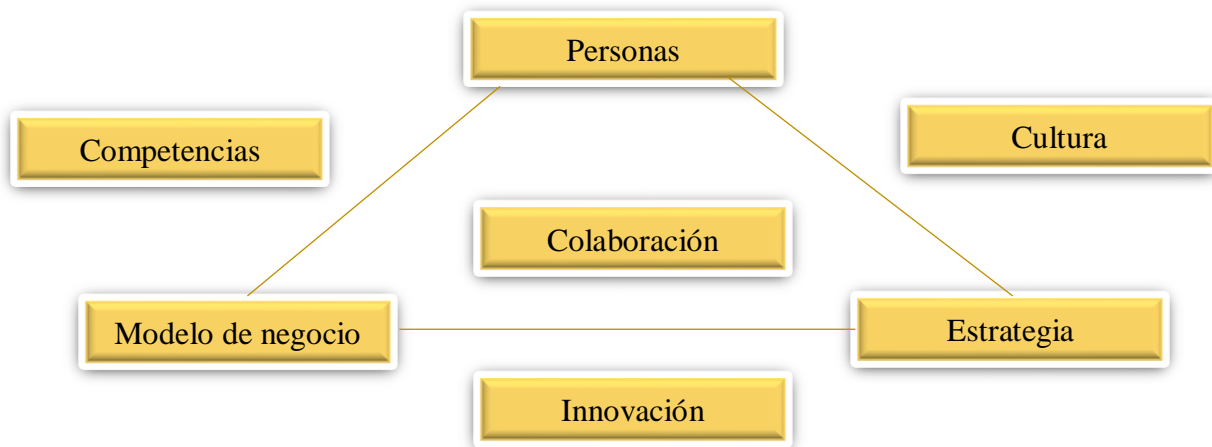 Personas
Competencias
Cultura
Colaboración
Modelo de negocio
Estrategia
Innovación